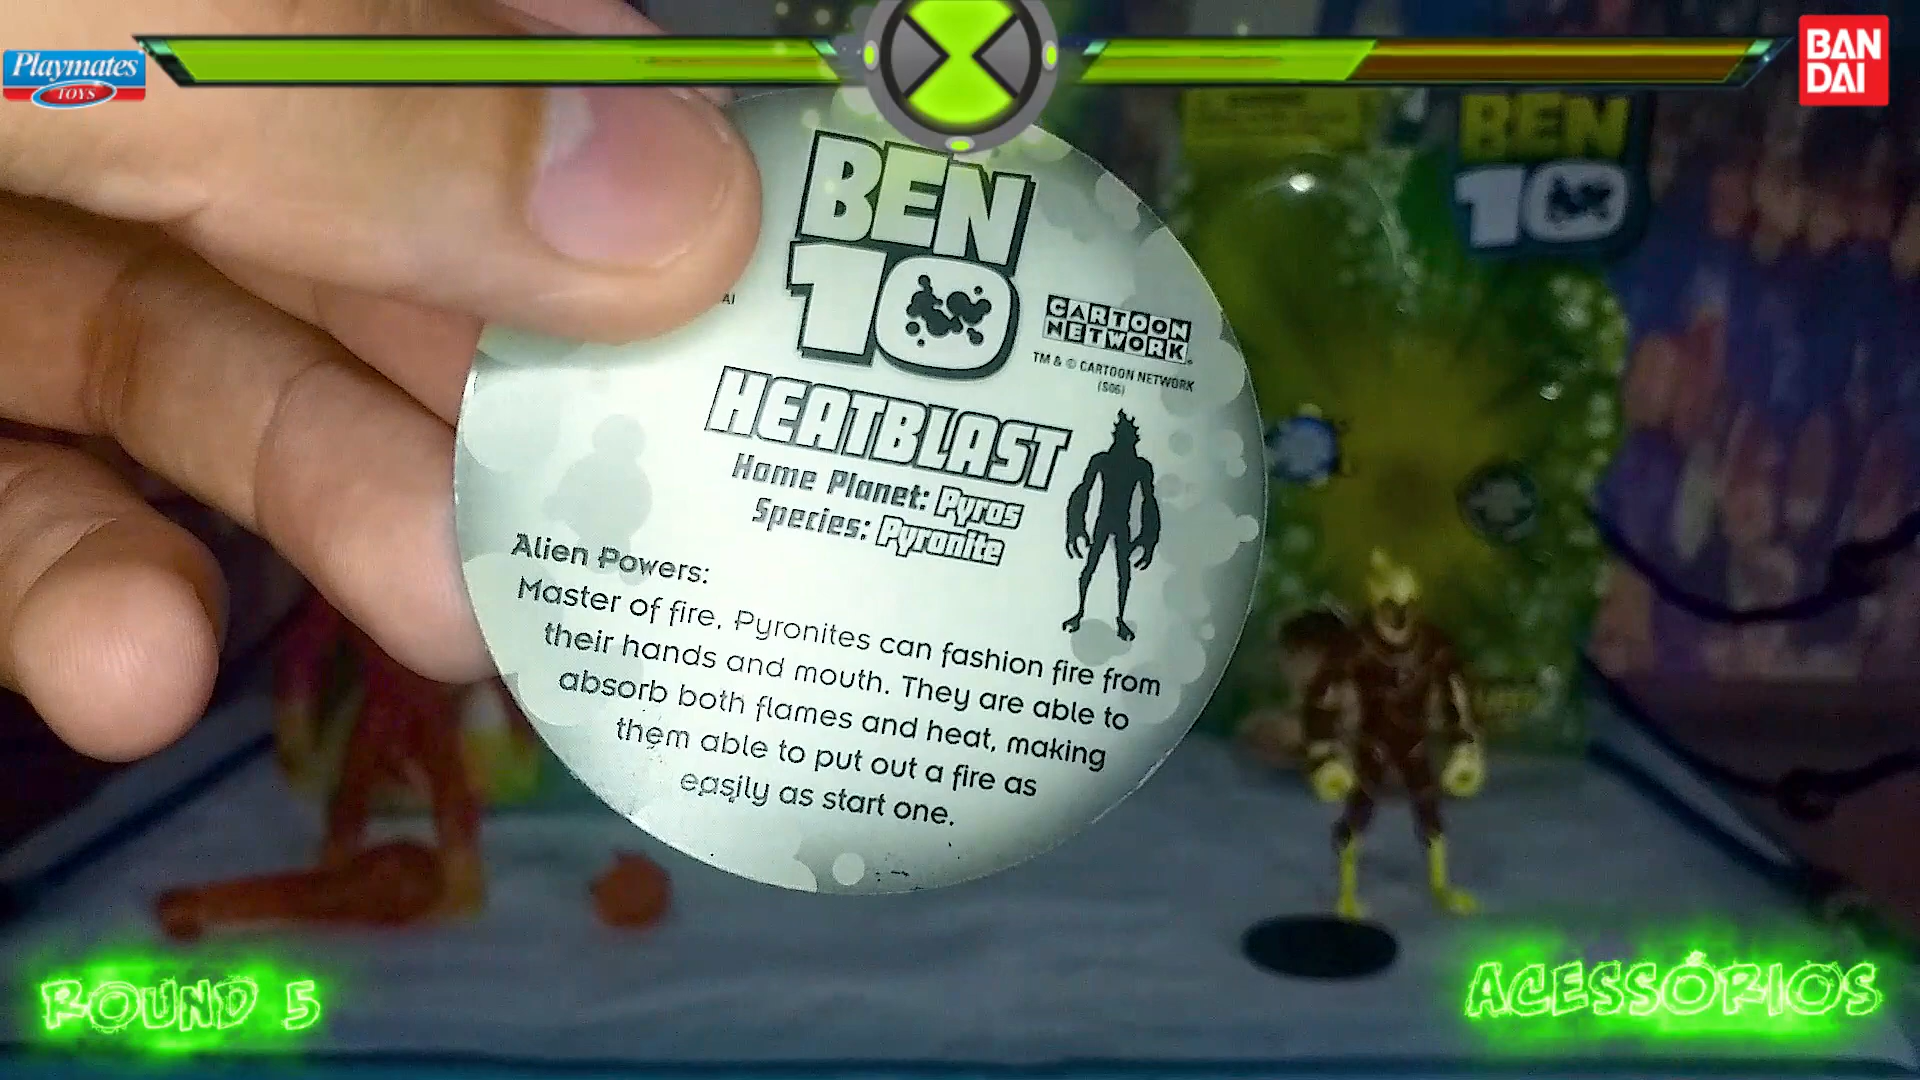 Playmates
TOYS
BAN
DAI
BEN
10
BEN
10
CARTOON
NETWORK
TM & © CARTOON NETWORK
(S06)
HEATBLAST
Home Planet: Pyros
Species: Pyronite
Alien Powers:
Master of fire, Pyronites can fashion fire from
their hands and mouth. They are able to
absorb both flames and heat, making
them able to put out a fire as
easily as start one.
ROUND 5
ACESSÓRIOS